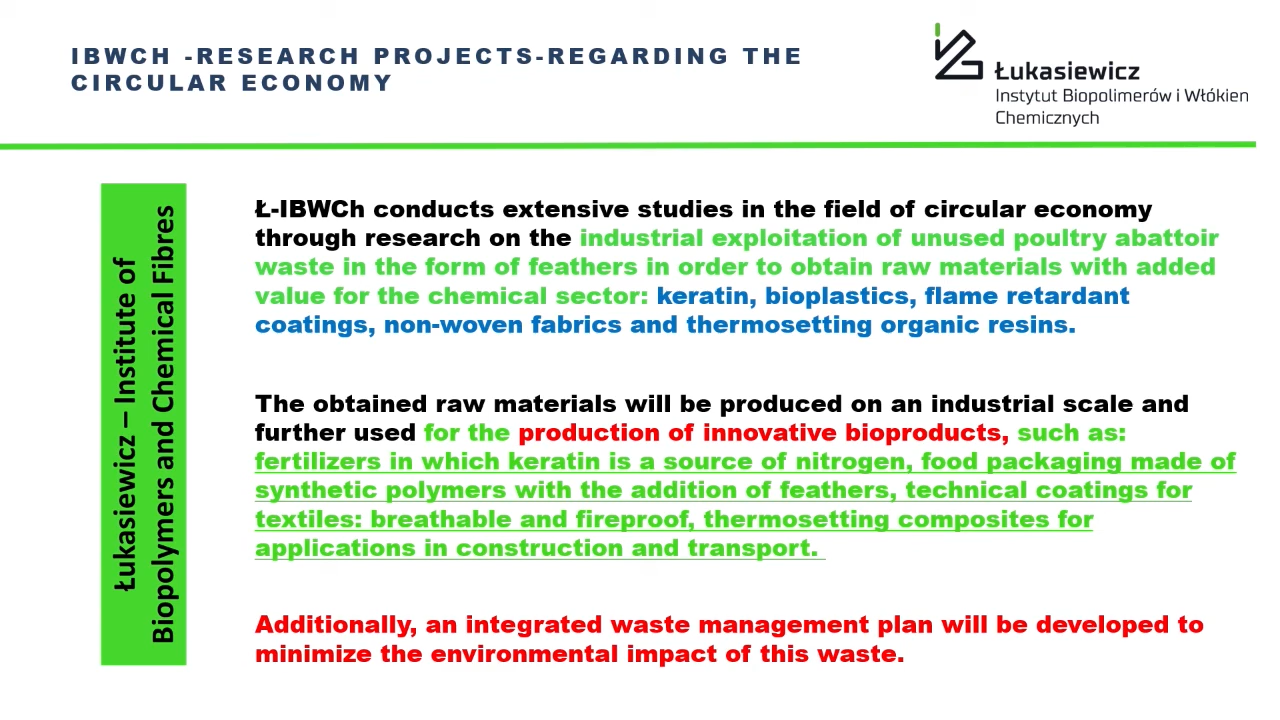 IBWCH -RESEARCH PROJECTS-REGARDING THE
CIRCULAR ECONOMY
Łukasiewicz
Instytut Biopolimerów i Włókien
Chemicznych
Łukasiewicz – Institute of
Biopolymers and Chemical Fibres
Ł-IBWCh conducts extensive studies in the field of circular economy
through research on the industrial exploitation of unused poultry abattoir
waste in the form of feathers in order to obtain raw materials with added
value for the chemical sector: keratin, bioplastics, flame retardant
coatings, non-woven fabrics and thermosetting organic resins.
The obtained raw materials will be produced on an industrial scale and
further used for the production of innovative bioproducts, such as:
fertilizers in which keratin is a source of nitrogen, food packaging made of
synthetic polymers with the addition of feathers, technical coatings for
textiles: breathable and fireproof, thermosetting composites for
applications in construction and transport.
Additionally, an integrated waste management plan will be developed to
minimize the environmental impact of this waste.